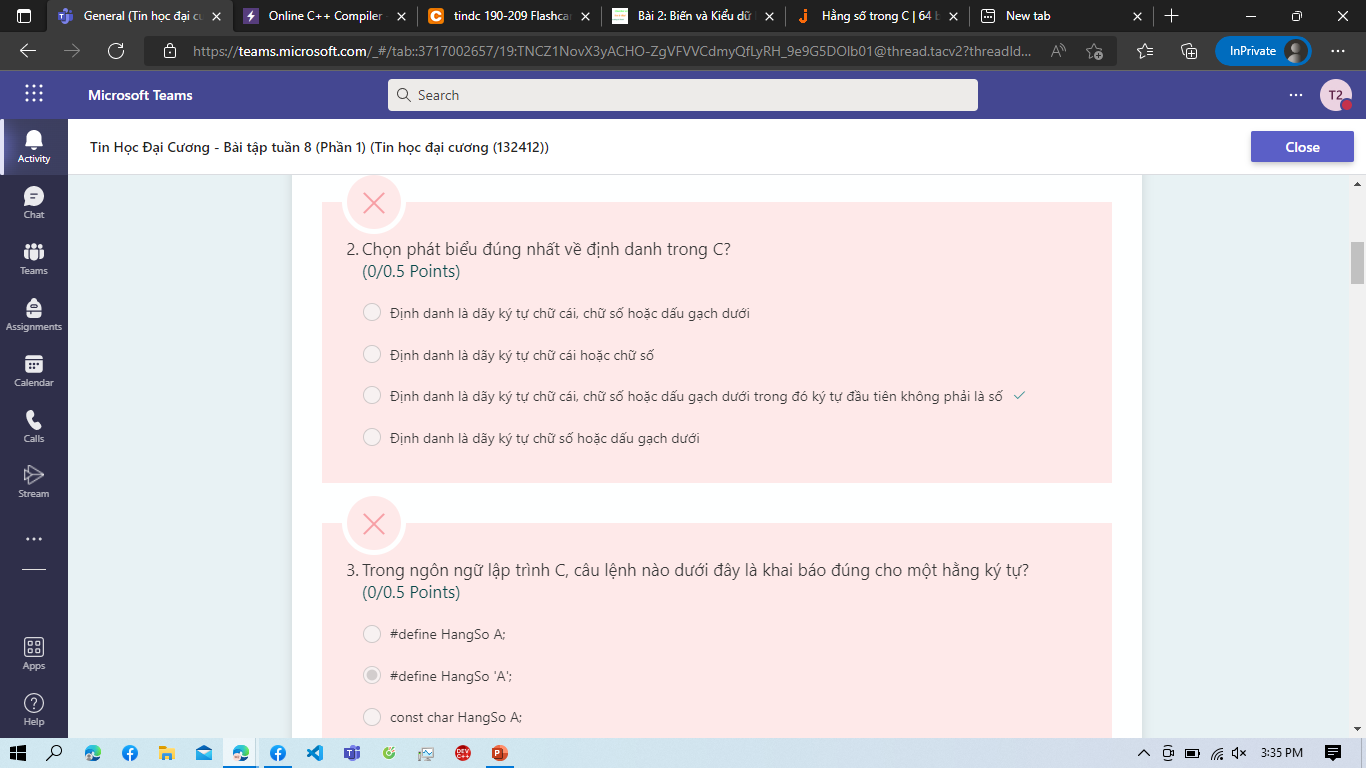 General (Tin học đại cư
Online C++ Compiler
tindc 190-209 Flashcar
Bài 2: Biến và Kiểu dữ
Hằng số trong C | 64 b
New tab
https://teams.microsoft.com/_#/tab::3717002657/19:TNCZ1NovX3yACHO-ZgVFVVCdmyQfLyRH_9e9G5DOlb01@thread.tacv2?threadId...
InPrivate
Microsoft Teams
Search
T2
Tin Học Đại Cương - Bài tập tuần 8 (Phần 1) (Tin học đại cương (132412))
Close
Activity
Chat
Teams
Assignments
Calendar
Calls
Stream
Apps
Help
2. Chọn phát biểu đúng nhất về định danh trong C?
(0/0.5 Points)
Định danh là dãy ký tự chữ cái, chữ số hoặc dấu gạch dưới
Định danh là dãy ký tự chữ cái hoặc chữ số
Định danh là dãy ký tự chữ cái, chữ số hoặc dấu gạch dưới trong đó ký tự đầu tiên không phải là số
Định danh là dãy ký tự chữ số hoặc dấu gạch dưới
3. Trong ngôn ngữ lập trình C, câu lệnh nào dưới đây là khai báo đúng cho một hằng ký tự?
(0/0.5 Points)
#define HangSo A;
#define HangSo 'A';
const char HangSo A;
3:35 PM